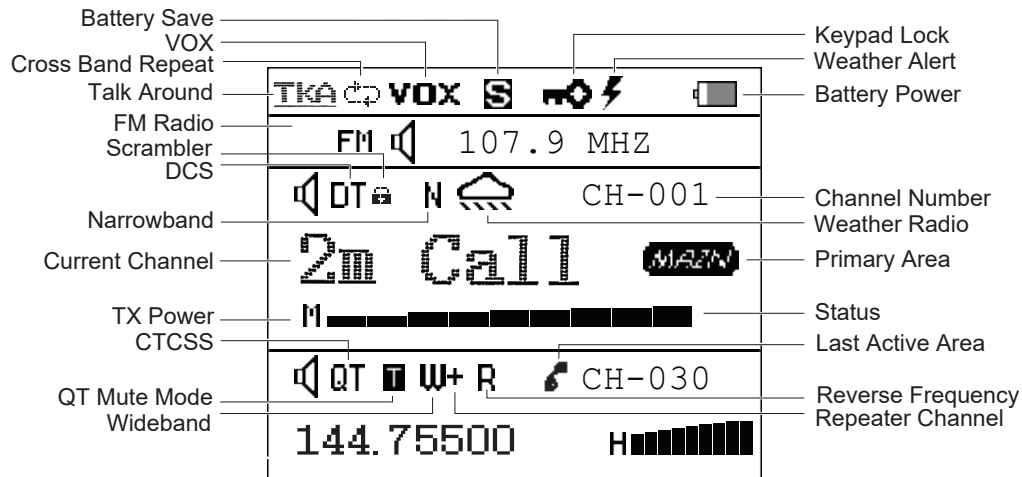 Battery Save
VOX
Cross Band Repeat
Talk Around
FM Radio
Scrambler
DCS
Narrowband
Current Channel
TX Power
CTCSS
QT Mute Mode
Wideband
TKA VOX S
FM 107.9 MHZ
DT N CH-001
2m Call MAIN
M
QT T W+ R CH-030
144.75500 H
Keypad Lock
Weather Alert
Battery Power
Channel Number
Weather Radio
Primary Area
Status
Last Active Area
Reverse Frequency
Repeater Channel